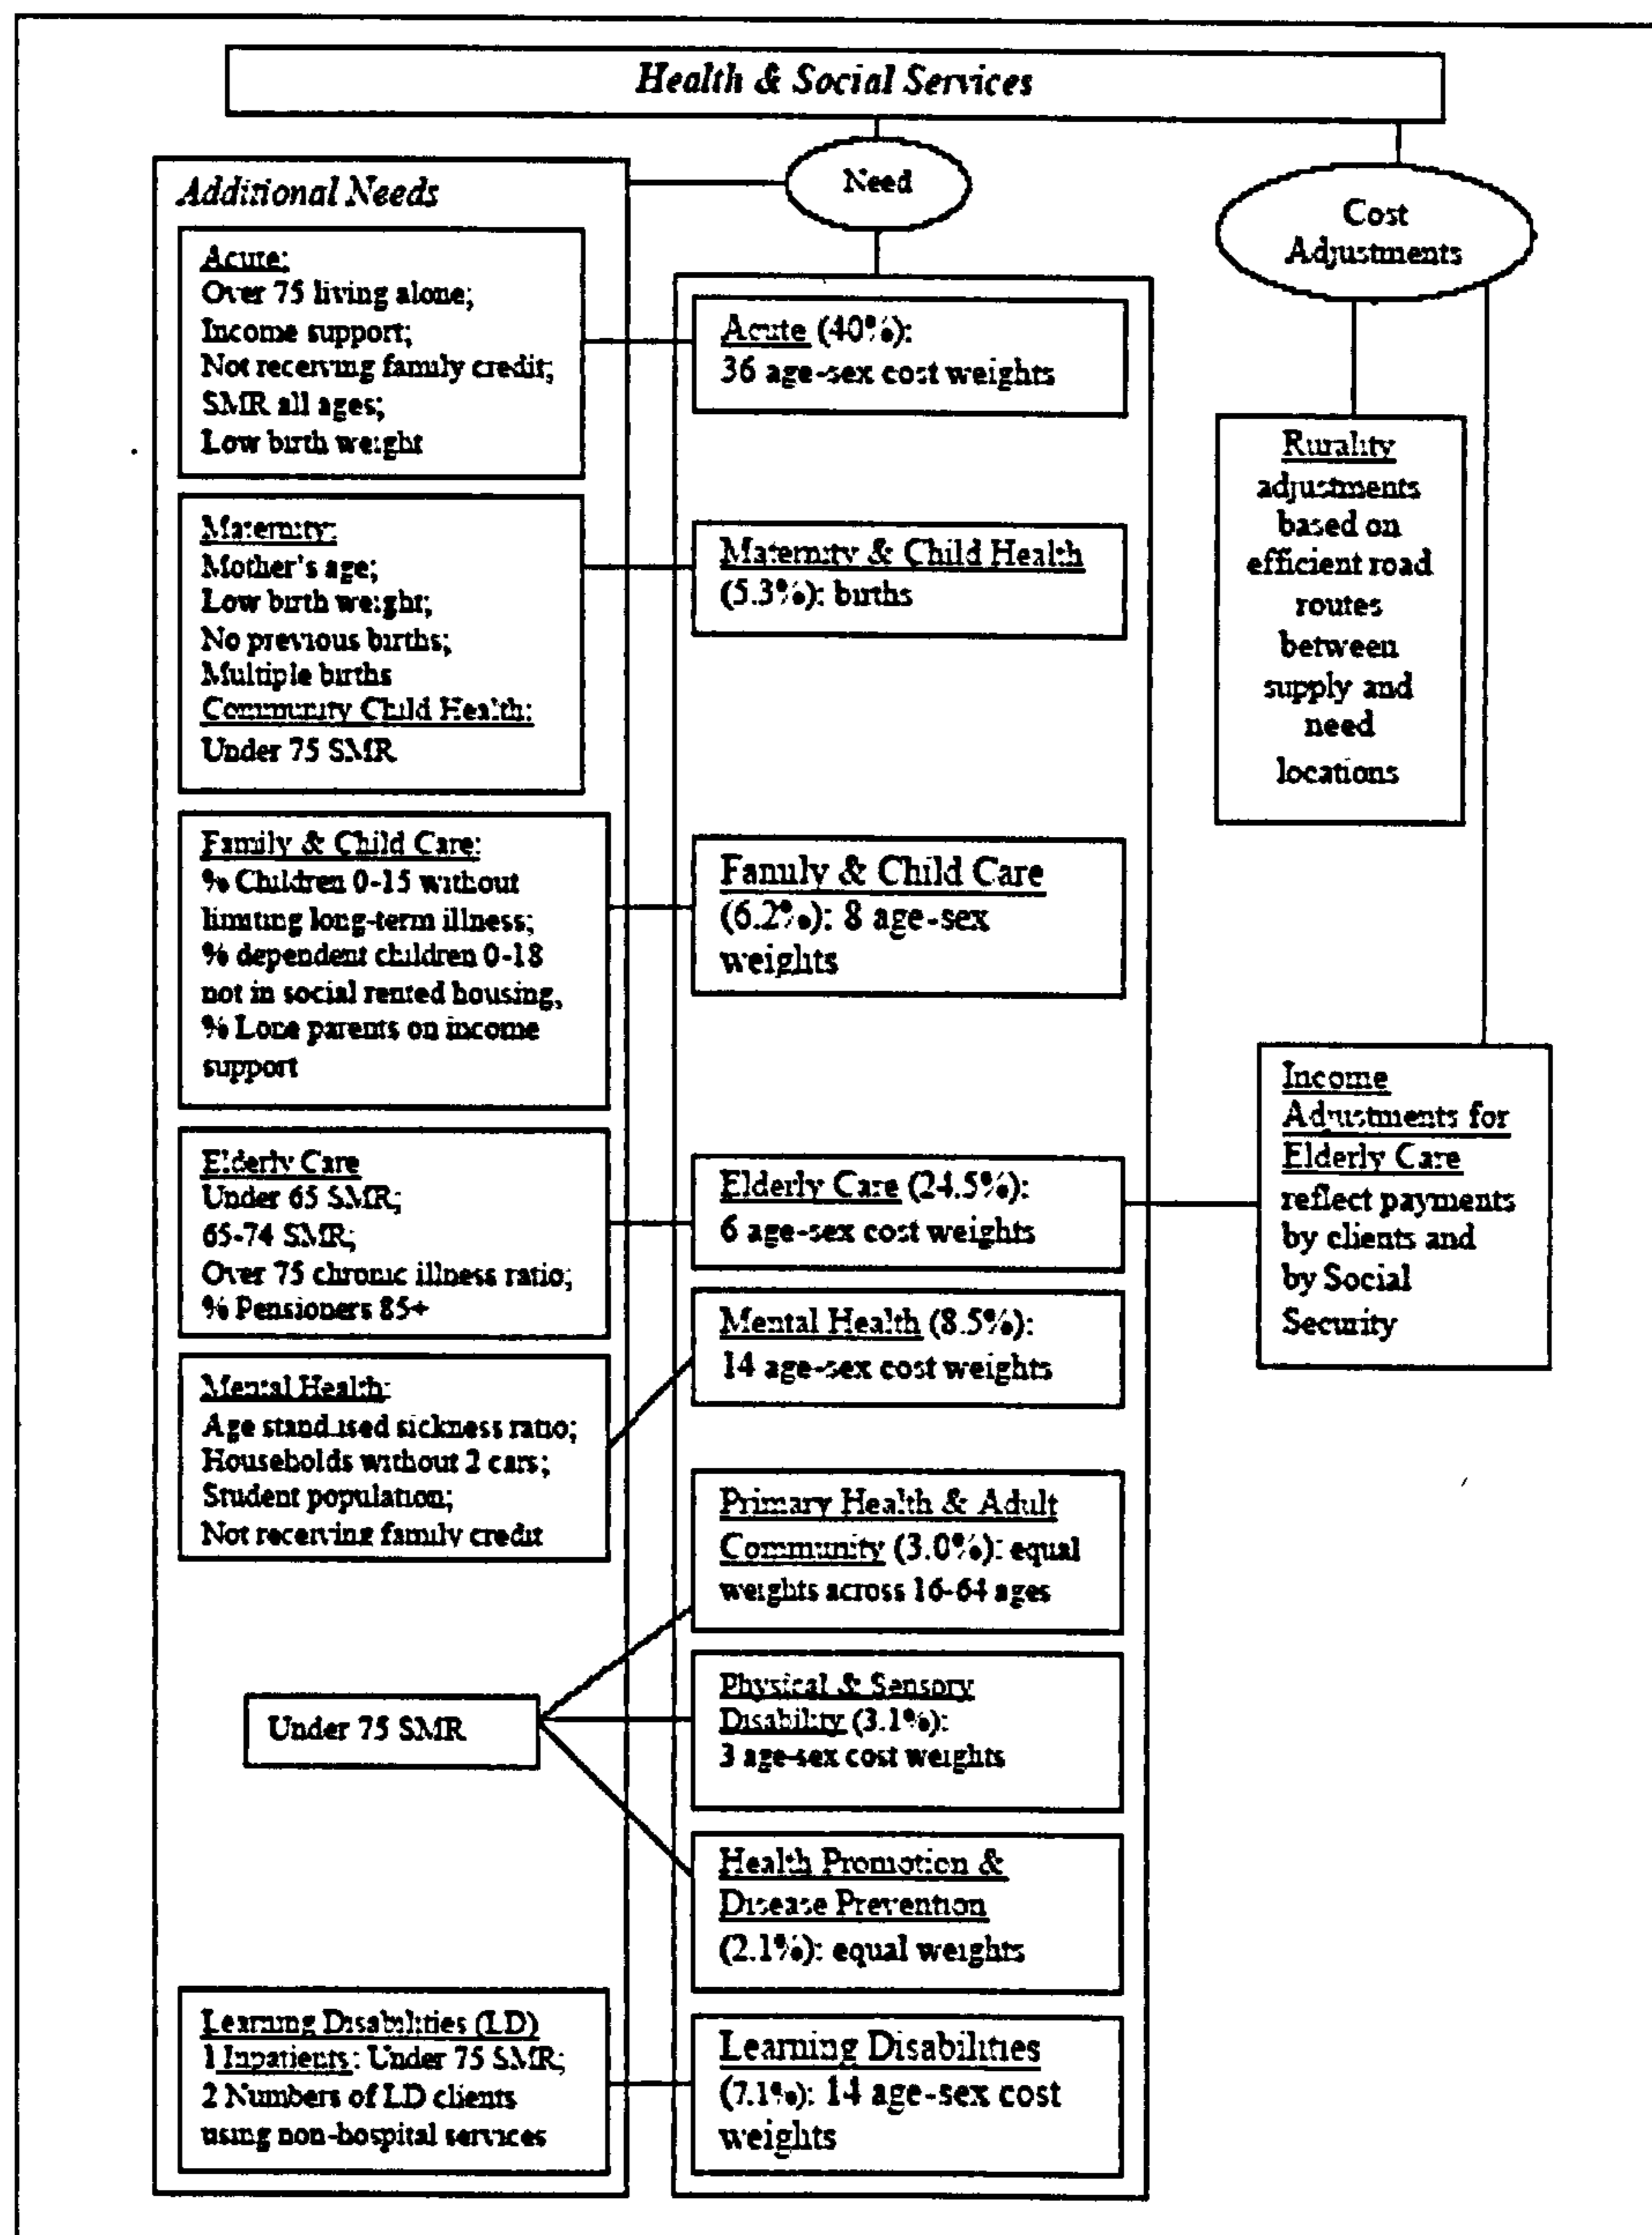 Health & Social Services
Need
Cost
Adjustments
Additional Needs
Acute:
Over 75 living alone;
Income support;
Not receiving family credit;
SMR all ages;
Low birth weight
Maternity:
Mother's age;
Low birth weight;
No previous births;
Multiple births
Community Child Health:
Under 75 SMR
Family & Child Care:
% Children 0-15 without
limiting long-term illness;
% dependent children 0-18
not in social rented housing,
% Lone parents on income
support
Elderly Care
Under 65 SMR;
65-74 SMR;
Over 75 chronic illness ratio;
% Pensioners 85+
Mental Health:
Age stand.ised sickness ratio;
Households without 2 cars;
Student population;
Not receiving family credit
Under 75 SMR
Learning Disabilities (LD)
1 Inpatients: Under 75 SMR;
2 Numbers of LD clients
using non-hospital services
Acute (40%):
36 age-sex cost weights
Maternity & Child Health
(5.3%): births
Family & Child Care
(6.2%): 8 age-sex
weights
Elderly Care (24.5%):
6 age-sex cost weights
Mental Health (8.5%):
14 age-sex cost weights
Primary Health & Adult
Community (3.0%): equal
weights across 16-64 ages
Physical & Sensory
Disability (3.1%):
3 age-sex cost weights
Health Promotion &
Disease Prevention
(2.1%): equal weights
Learning Disabilities
(7.1%): 14 age-sex cost
weights
Rurality
adjustments
based on
efficient road
routes
between
supply and
need
locations
Income
Adjustments for
Elderly Care
reflect payments
by clients and
by Social
Security